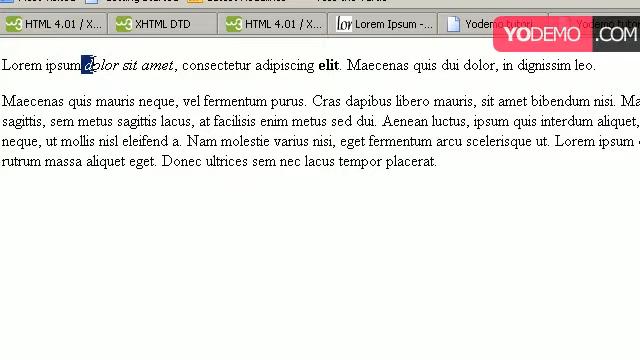 HTML 4.01 / X...
XHTML DTD
HTML 4.01 / X...
Lorem Ipsum -...
Yodemo tutori
YODEMO.COM
Lorem ipsum dolor sit amet, consectetur adipiscing elit. Maecenas quis dui dolor, in dignissim leo.
Maecenas quis mauris neque, vel fermentum purus. Cras dapibus libero mauris, sit amet bibendum nisi. Ma
sagittis, sem metus sagittis lacus, at facilisis enim metus sed dui. Aenean luctus, ipsum quis interdum aliquet,
neque, ut mollis nisl eleifend a. Nam molestie varius nisi, eget fermentum arcu scelerisque ut. Lorem ipsum
rutrum massa aliquet eget. Donec ultrices sem nec lacus tempor placerat.